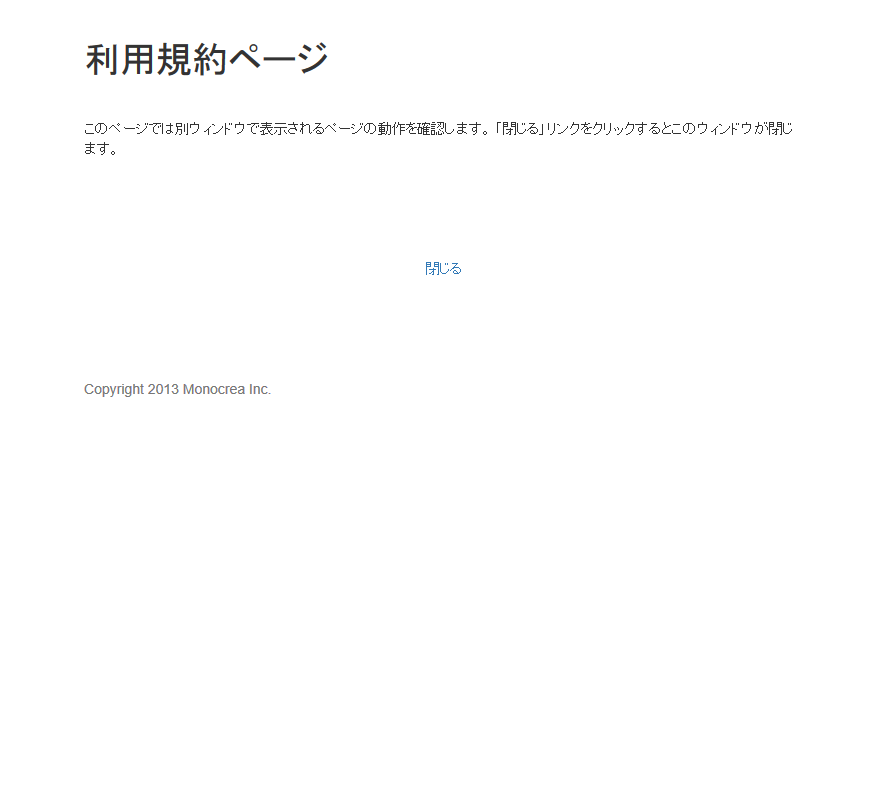 利用規約ページ
このページでは別ウィンドウで表示されるページの動作を確認します。「閉じる」リンクをクリックするとこのウィンドウが閉じ
ます。
閉じる
Copyright 2013 Monocrea Inc.